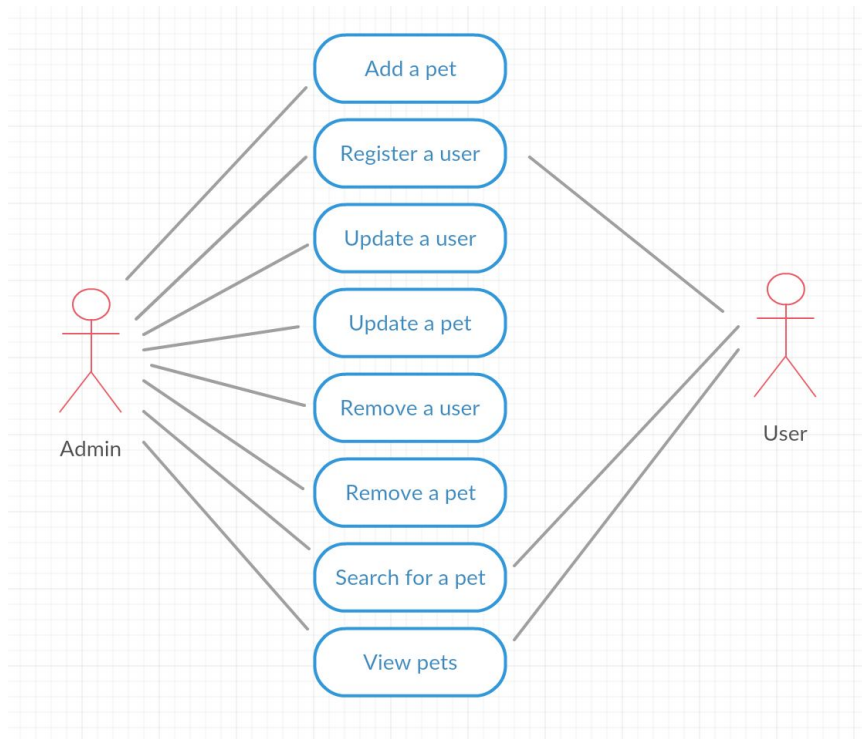 Add a pet
Register a user
Update a user
Update a pet
Remove a user
Remove a pet
Search for a pet
View pets
Admin
User